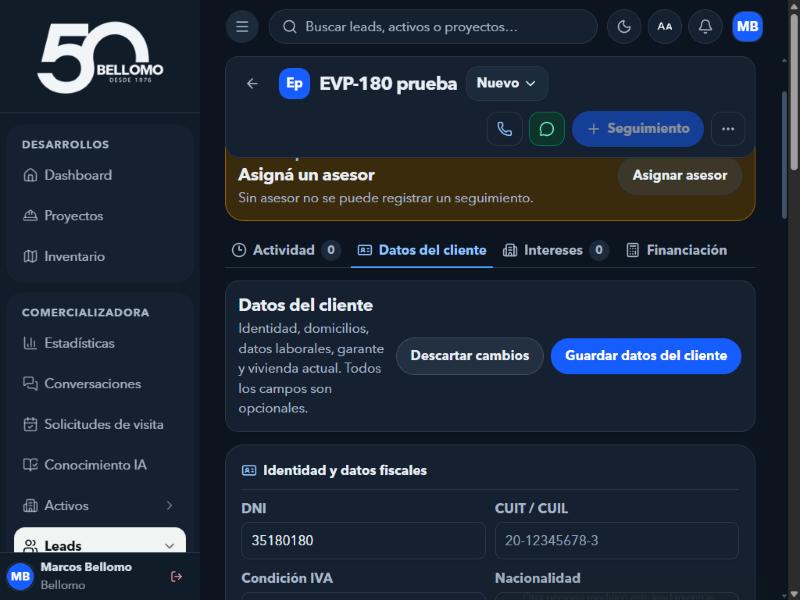 50
BELLOMO
DESDE 1976
Buscar leads, activos o proyectos...
AA
MB
DESARROLLOS
Dashboard
Proyectos
Inventario
COMERCIALIZADORA
Estadísticas
Conversaciones
Solicitudes de visita
Conocimiento IA
Activos
Leads
MB
Marcos Bellomo
Bellomo
Ep
EVP-180 prueba
Nuevo
+ Seguimiento
Asigná un asesor
Sin asesor no se puede registrar un seguimiento.
Asignar asesor
Actividad 0
Datos del cliente
Intereses 0
Financiación
Datos del cliente
Identidad, domicilios,
datos laborales, garante
y vivienda actual. Todos
los campos son
opcionales.
Descartar cambios
Guardar datos del cliente
Identidad y datos fiscales
DNI
CUIT / CUIL
35180180
20-12345678-3
Condición IVA
Nacionalidad